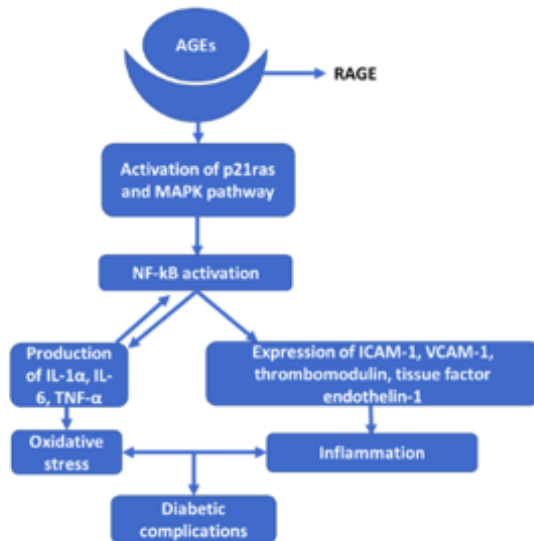 AGEs
RAGE
Activation of p21ras
and MAPK pathway
NF-kB activation
Production
of IL-1α, IL-
6, TNF-α
Expression of ICAM-1, VCAM-1,
thrombomodulin, tissue factor
endothelin-1
Oxidative
stress
Inflammation
Diabetic
complications